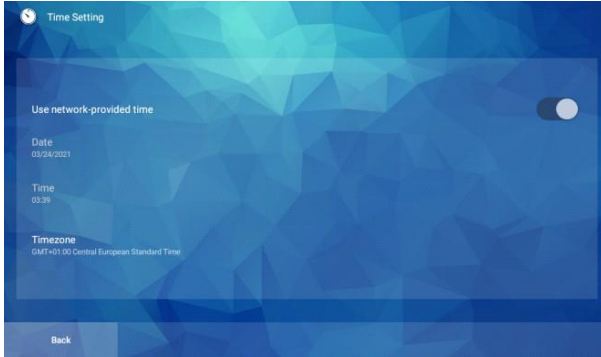 Time Setting
Use network-provided time
Date
03/24/2021
Time
03:39
Timezone
GMT+01:00 Central European Standard Time
Back